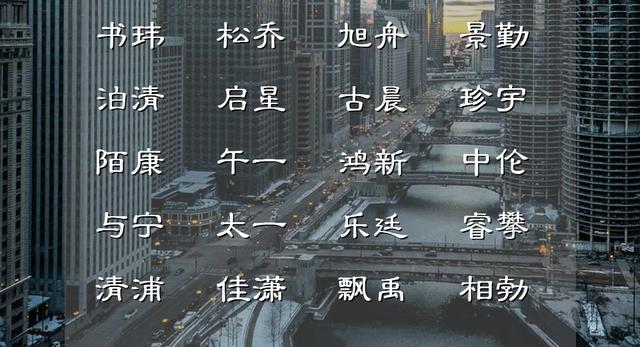 书玮 松乔 旭舟 景勤
泊清 启星 古晨 珍宇
陌康 午一 鸿新 中伦
与宁 太一 乐廷 睿攀
清浦 佳潇 飘禹 相勃